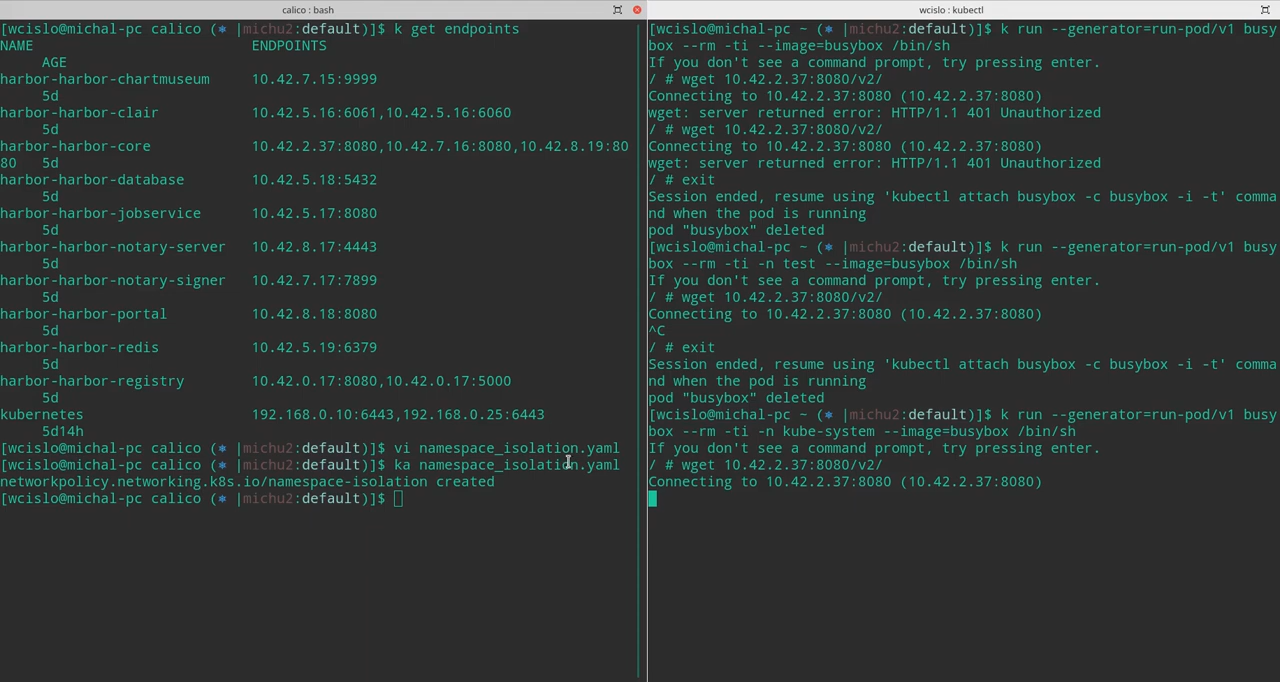 calico : bash
[wcislo@michal-pc calico (* |michu2:default)]$ k get endpoints
NAME ENDPOINTS
AGE
harbor-harbor-chartmuseum 10.42.7.15:9999
5d
harbor-harbor-clair 10.42.5.16:6061,10.42.5.16:6060
5d
harbor-harbor-core 10.42.2.37:8080,10.42.7.16:8080,10.42.8.19:80
80 5d
harbor-harbor-database 10.42.5.18:5432
5d
harbor-harbor-jobservice 10.42.5.17:8080
5d
harbor-harbor-notary-server 10.42.8.17:4443
5d
harbor-harbor-notary-signer 10.42.7.17:7899
5d
harbor-harbor-portal 10.42.8.18:8080
5d
harbor-harbor-redis 10.42.5.19:6379
5d
harbor-harbor-registry 10.42.0.17:8080,10.42.0.17:5000
5d
kubernetes 192.168.0.10:6443,192.168.0.25:6443
5d14h
[wcislo@michal-pc calico (* |michu2:default)]$ vi namespace_isolation.yaml
[wcislo@michal-pc calico (* |michu2:default)]$ ka namespace_isolation.yaml
networkpolicy.networking.k8s.io/namespace-isolation created
[wcislo@michal-pc calico (* |michu2:default)]$
wcislo : kubectl
[wcislo@michal-pc ~ (* |michu2:default)]$ k run --generator=run-pod/v1 busy
box --rm -ti --image=busybox /bin/sh
If you don't see a command prompt, try pressing enter.
/ # wget 10.42.2.37:8080/v2/
Connecting to 10.42.2.37:8080 (10.42.2.37:8080)
wget: server returned error: HTTP/1.1 401 Unauthorized
/ # wget 10.42.2.37:8080/v2/
Connecting to 10.42.2.37:8080 (10.42.2.37:8080)
wget: server returned error: HTTP/1.1 401 Unauthorized
/ # exit
Session ended, resume using 'kubectl attach busybox -c busybox -i -t' comma
nd when the pod is running
pod "busybox" deleted
[wcislo@michal-pc ~ (* |michu2:default)]$ k run --generator=run-pod/v1 busy
box --rm -ti -n test --image=busybox /bin/sh
If you don't see a command prompt, try pressing enter.
/ # wget 10.42.2.37:8080/v2/
Connecting to 10.42.2.37:8080 (10.42.2.37:8080)
^C
/ # exit
Session ended, resume using 'kubectl attach busybox -c busybox -i -t' comma
nd when the pod is running
pod "busybox" deleted
[wcislo@michal-pc ~ (* |michu2:default)]$ k run --generator=run-pod/v1 busy
box --rm -ti -n kube-system --image=busybox /bin/sh
If you don't see a command prompt, try pressing enter.
/ # wget 10.42.2.37:8080/v2/
Connecting to 10.42.2.37:8080 (10.42.2.37:8080)